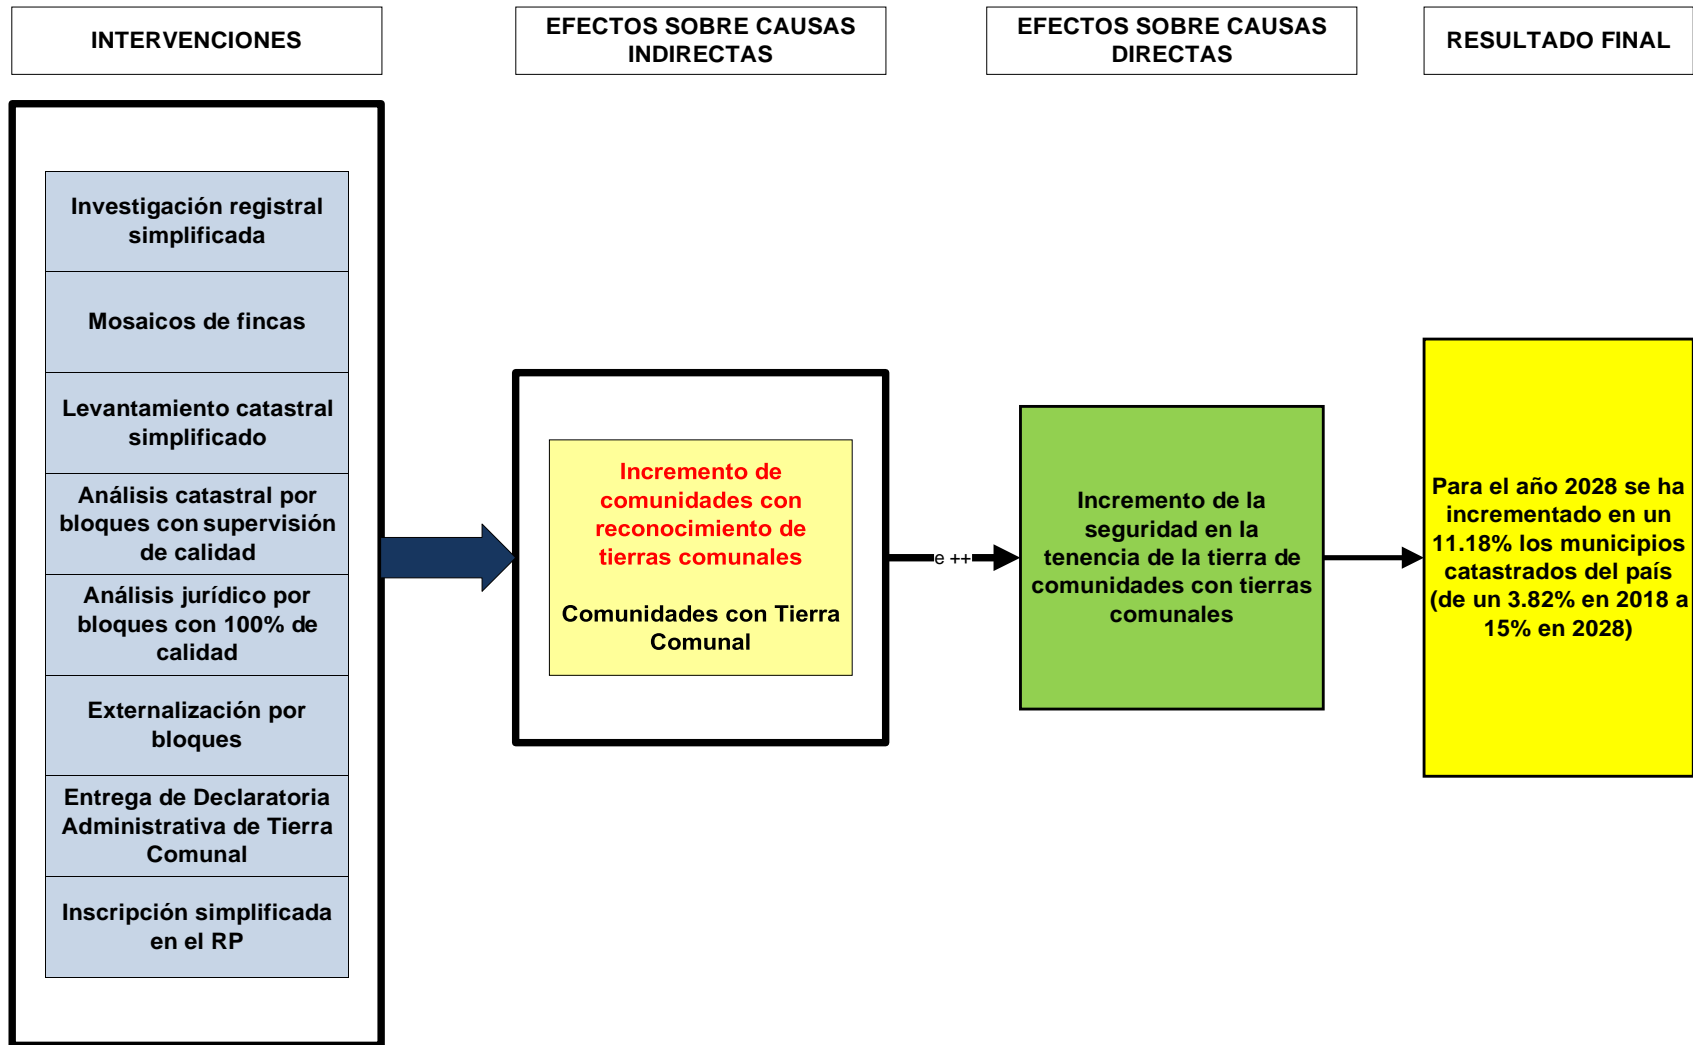 INTERVENCIONES
EFECTOS SOBRE CAUSAS
INDIRECTAS
EFECTOS SOBRE CAUSAS
DIRECTAS
RESULTADO FINAL
Investigación registral
simplificada
Mosaicos de fincas
Levantamiento catastral
simplificado
Análisis catastral por
bloques con supervisión
de calidad
Análisis jurídico por
bloques con 100% de
calidad
Externalización por
bloques
Entrega de Declaratoria
Administrativa de Tierra
Comunal
Inscripción simplificada
en el RP
Incremento de
comunidades con
reconocimiento de
tierras comunales
Comunidades con Tierra
Comunal
e ++
Incremento de la
seguridad en la
tenencia de la tierra de
comunidades con tierras
comunales
Para el año 2028 se ha
incrementado en un
11.18% los municipios
catastrados del país
(de un 3.82% en 2018 a
15% en 2028)